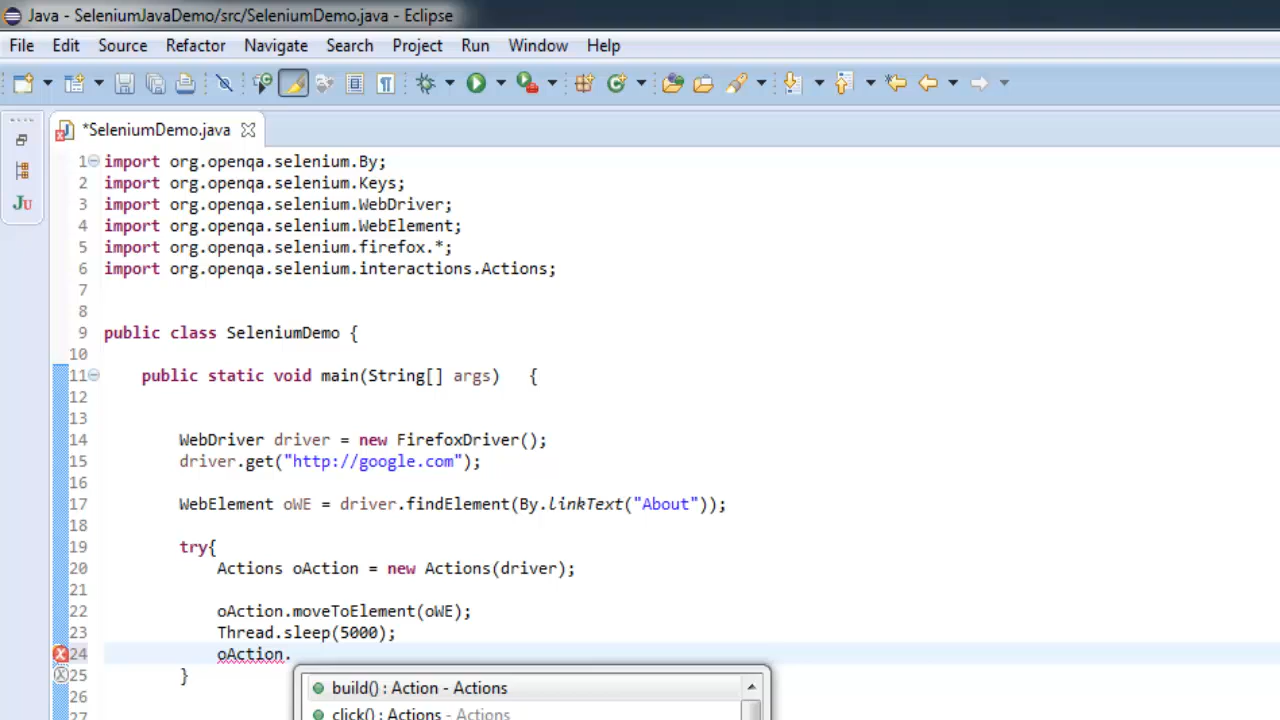 Java - SeleniumJavaDemo/src/SeleniumDemo.java - Eclipse
File Edit Source Refactor Navigate Search Project Run Window Help
*SeleniumDemo.java
JU
1 import org.openqa.selenium.By;
2 import org.openqa.selenium.Keys;
3 import org.openqa.selenium.WebDriver;
4 import org.openqa.selenium.WebElement;
5 import org.openqa.selenium.firefox.*;
6 import org.openqa.selenium.interactions.Actions;
7
8
9 public class SeleniumDemo {
10
11 public static void main(String[] args) {
12
13
14 WebDriver driver = new FirefoxDriver();
15 driver.get("http://google.com");
16
17 WebElement oWE = driver.findElement(By.linkText("About"));
18
19 try{
20 Actions oAction = new Actions(driver);
21
22 oAction.moveToElement(oWE);
23 Thread.sleep(5000);
24 oAction.
25 }
26 build() : Action - Actions
27 click() : Actions - Actions